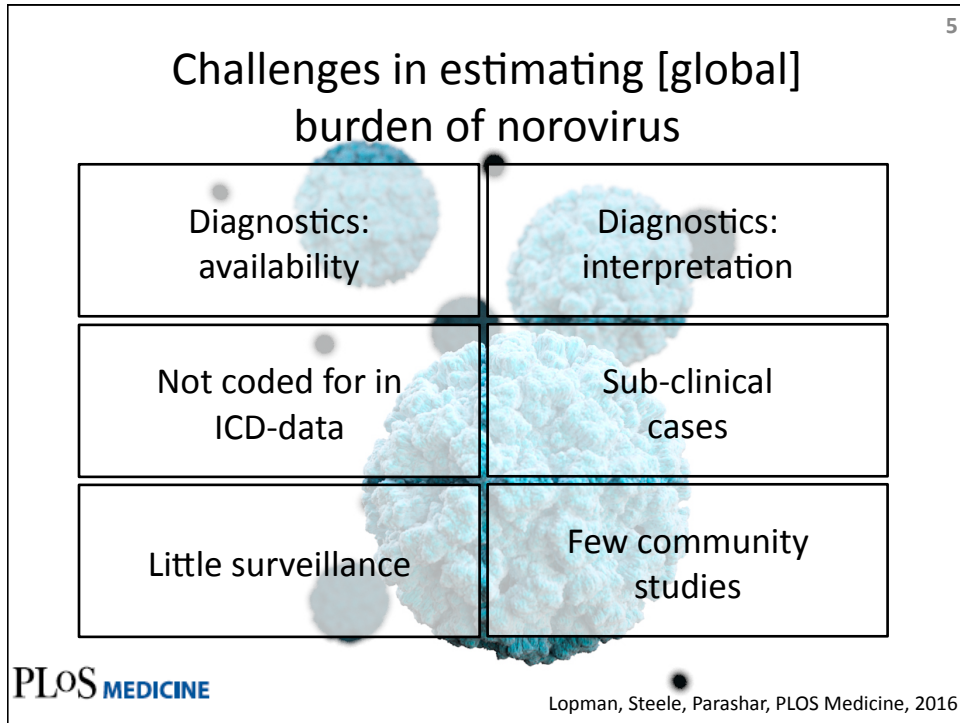 5
Challenges in estimating [global]
burden of norovirus
Diagnostics:
availability
Diagnostics:
interpretation
Not coded for in
ICD-data
Sub-clinical
cases
Little surveillance
Few community
studies
PLoS MEDICINE
Lopman, Steele, Parashar, PLOS Medicine, 2016